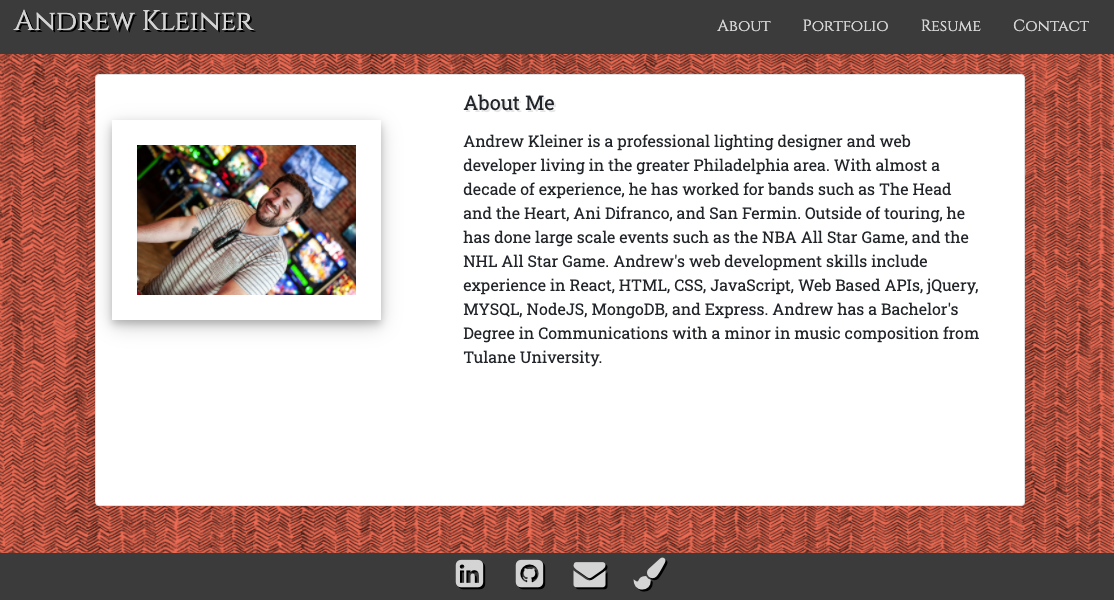 Andrew Kleiner
About Portfolio Resume Contact
About Me
Andrew Kleiner is a professional lighting designer and web
developer living in the greater Philadelphia area. With almost a
decade of experience, he has worked for bands such as The Head
and the Heart, Ani Difranco, and San Fermin. Outside of touring, he
has done large scale events such as the NBA All Star Game, and the
NHL All Star Game. Andrew's web development skills include
experience in React, HTML, CSS, JavaScript, Web Based APIs, jQuery,
MYSQL, NodeJS, MongoDB, and Express. Andrew has a Bachelor's
Degree in Communications with a minor in music composition from
Tulane University.
in